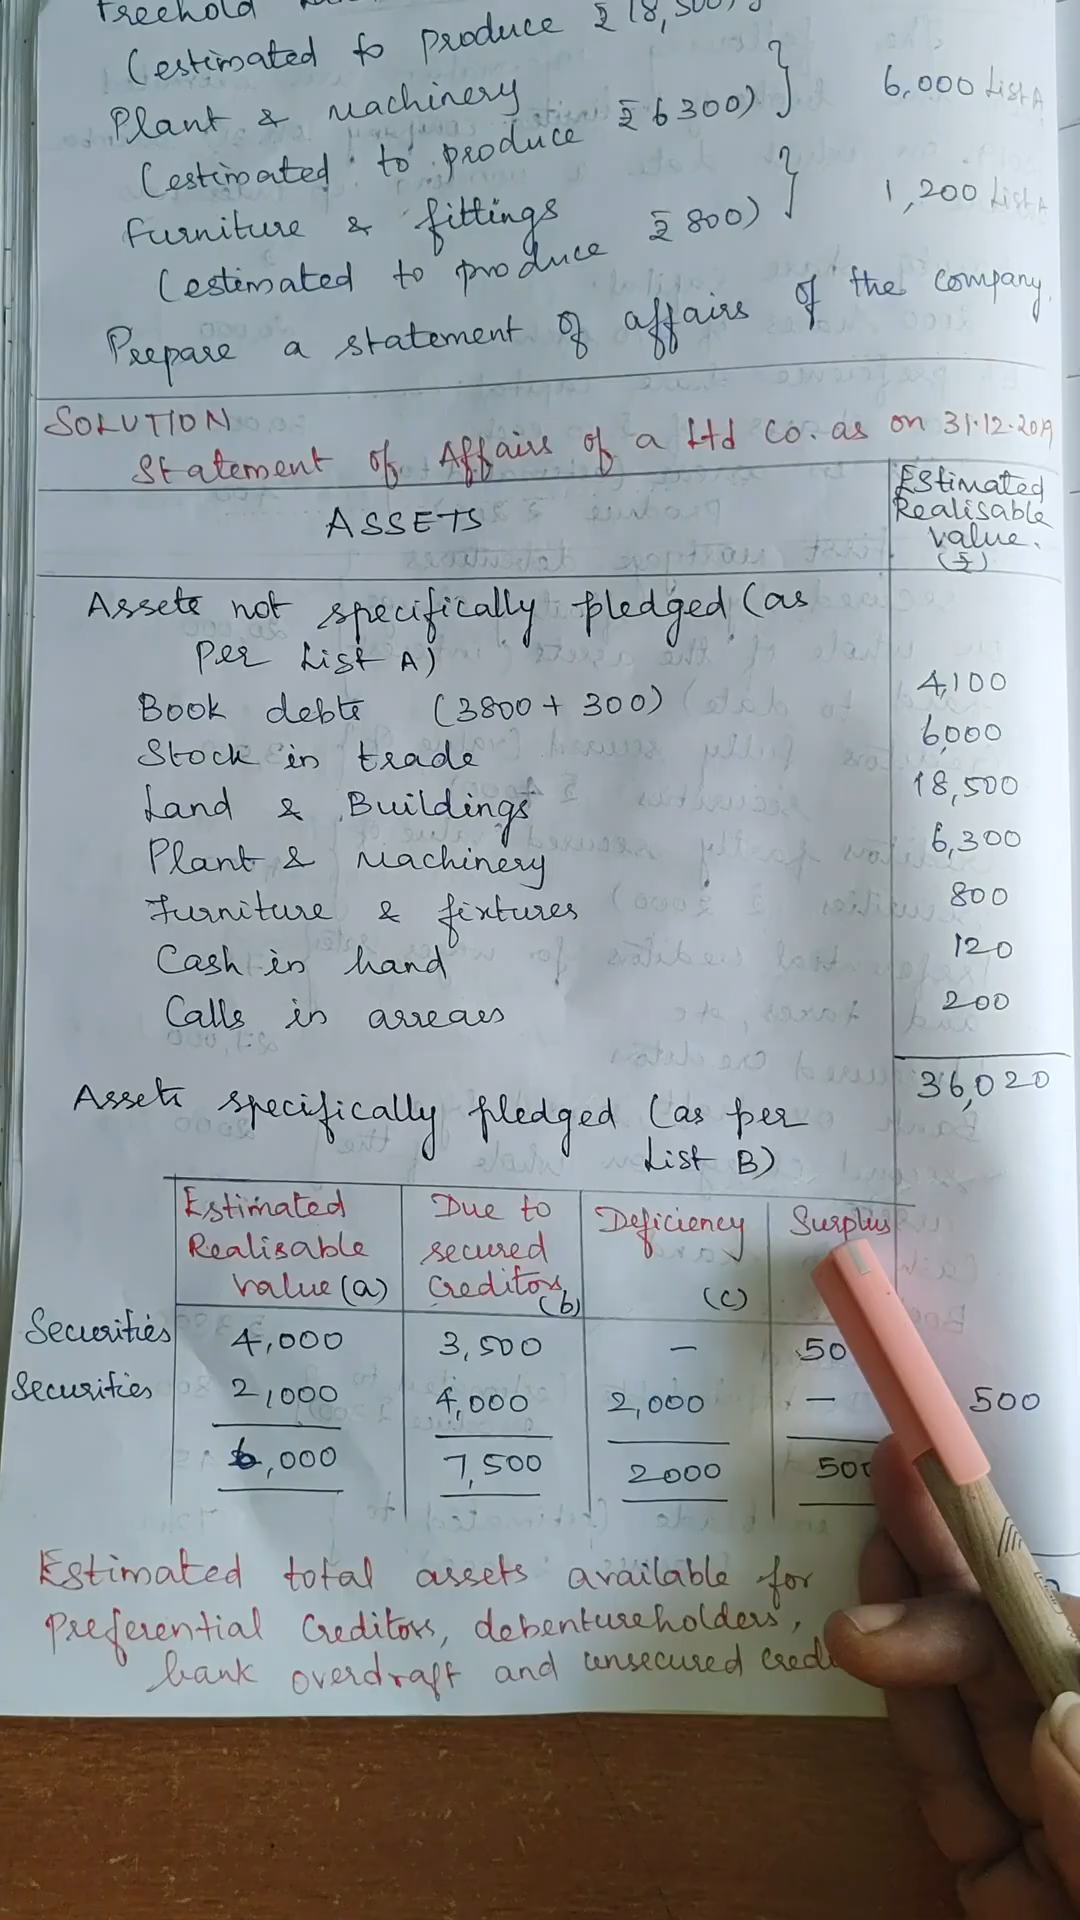 Freehold
(estimated to produce ₹ 18,500)
Plant & Machinery } 6,000 List A
(estimated to produce ₹ 6300)
Furniture & fittings } 1,200 List A
(estimated to produce ₹ 800)
Prepare a statement of affairs of the company.
SOLUTION
Statement of Affairs of a Ltd Co. as on 31.12.2019
ASSETS Estimated Realisable value. (₹)
Assets not specifically pledged (as
per List A)
Book debts (3800 + 300) 4,100
Stock in trade 6,000
Land & Buildings 18,500
Plant & Machinery 6,300
Furniture & fixtures 800
Cash in hand 120
Calls in arrears 200
36,020
Assets specifically pledged (as per
List B)
Estimated Realisable value (a) Due to secured Creditors (b) Deficiency (c) Surplus
Securities 4,000 3,500 — 50
Securities 2,000 4,000 2,000 — 500
6,000 7,500 2000 500
Estimated total assets available for
preferential Creditors, debentureholders,
bank overdraft and unsecured